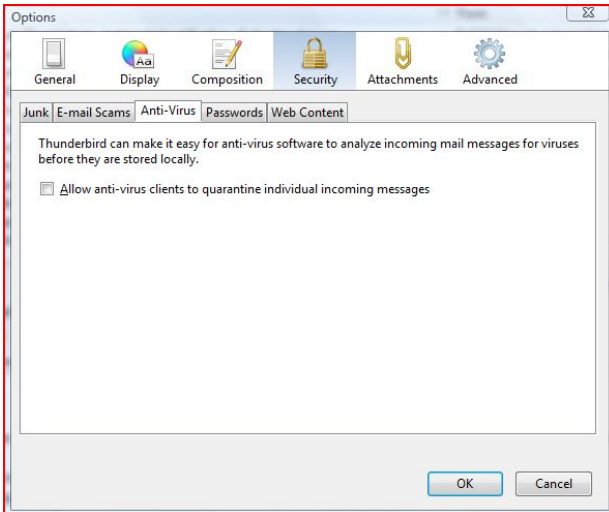 Options
Aa
General Display Composition Security Attachments Advanced
Junk E-mail Scams Anti-Virus Passwords Web Content
Thunderbird can make it easy for anti-virus software to analyze incoming mail messages for viruses
before they are stored locally.
Allow anti-virus clients to quarantine individual incoming messages
OK Cancel